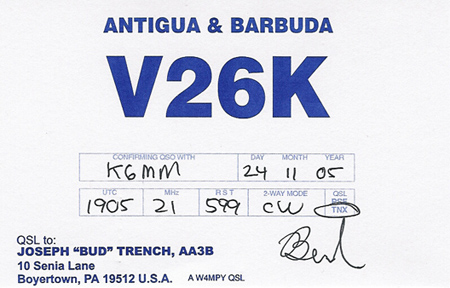 ANTIGUA & BARBUDA
V26K
CONFIRMING QSO WITH DAY MONTH YEAR
K6MM 24 11 05
UTC MHz R S T 2-WAY MODE QSL
1905 21 599 CW TNX
Bud
QSL to:
JOSEPH "BUD" TRENCH, AA3B
10 Senia Lane
Boyertown, PA 19512 U.S.A. A W4MPY QSL